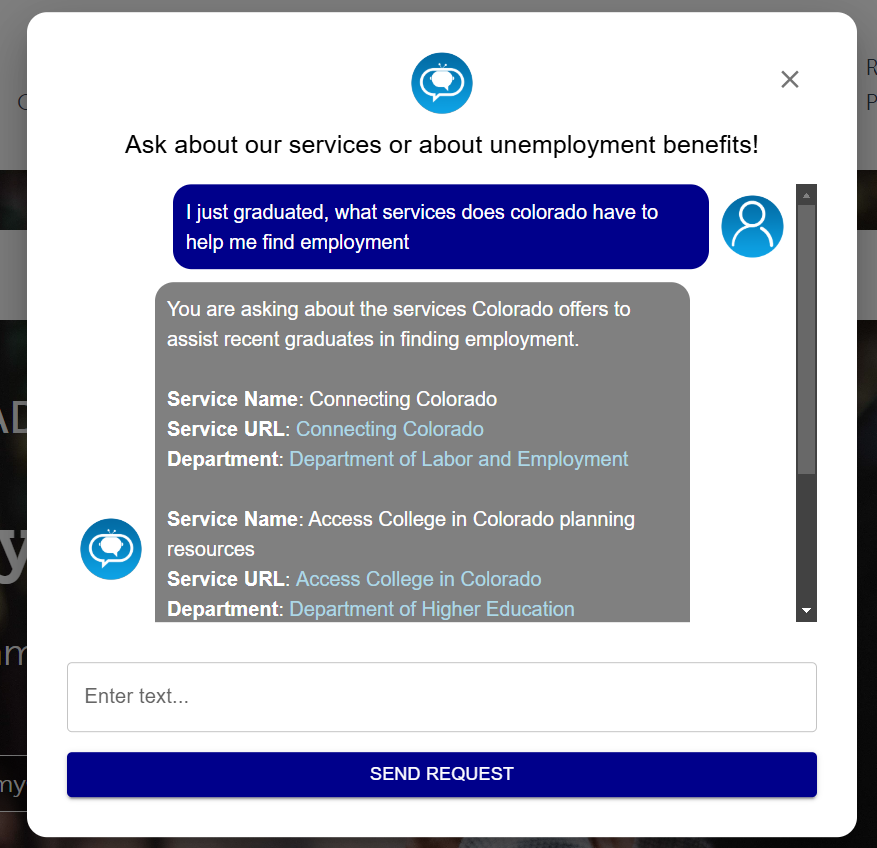 Ask about our services or about unemployment benefits!
I just graduated, what services does colorado have to
help me find employment
You are asking about the services Colorado offers to
assist recent graduates in finding employment.
Service Name: Connecting Colorado
Service URL: Connecting Colorado
Department: Department of Labor and Employment
Service Name: Access College in Colorado planning
resources
Service URL: Access College in Colorado
Department: Department of Higher Education
Enter text...
SEND REQUEST